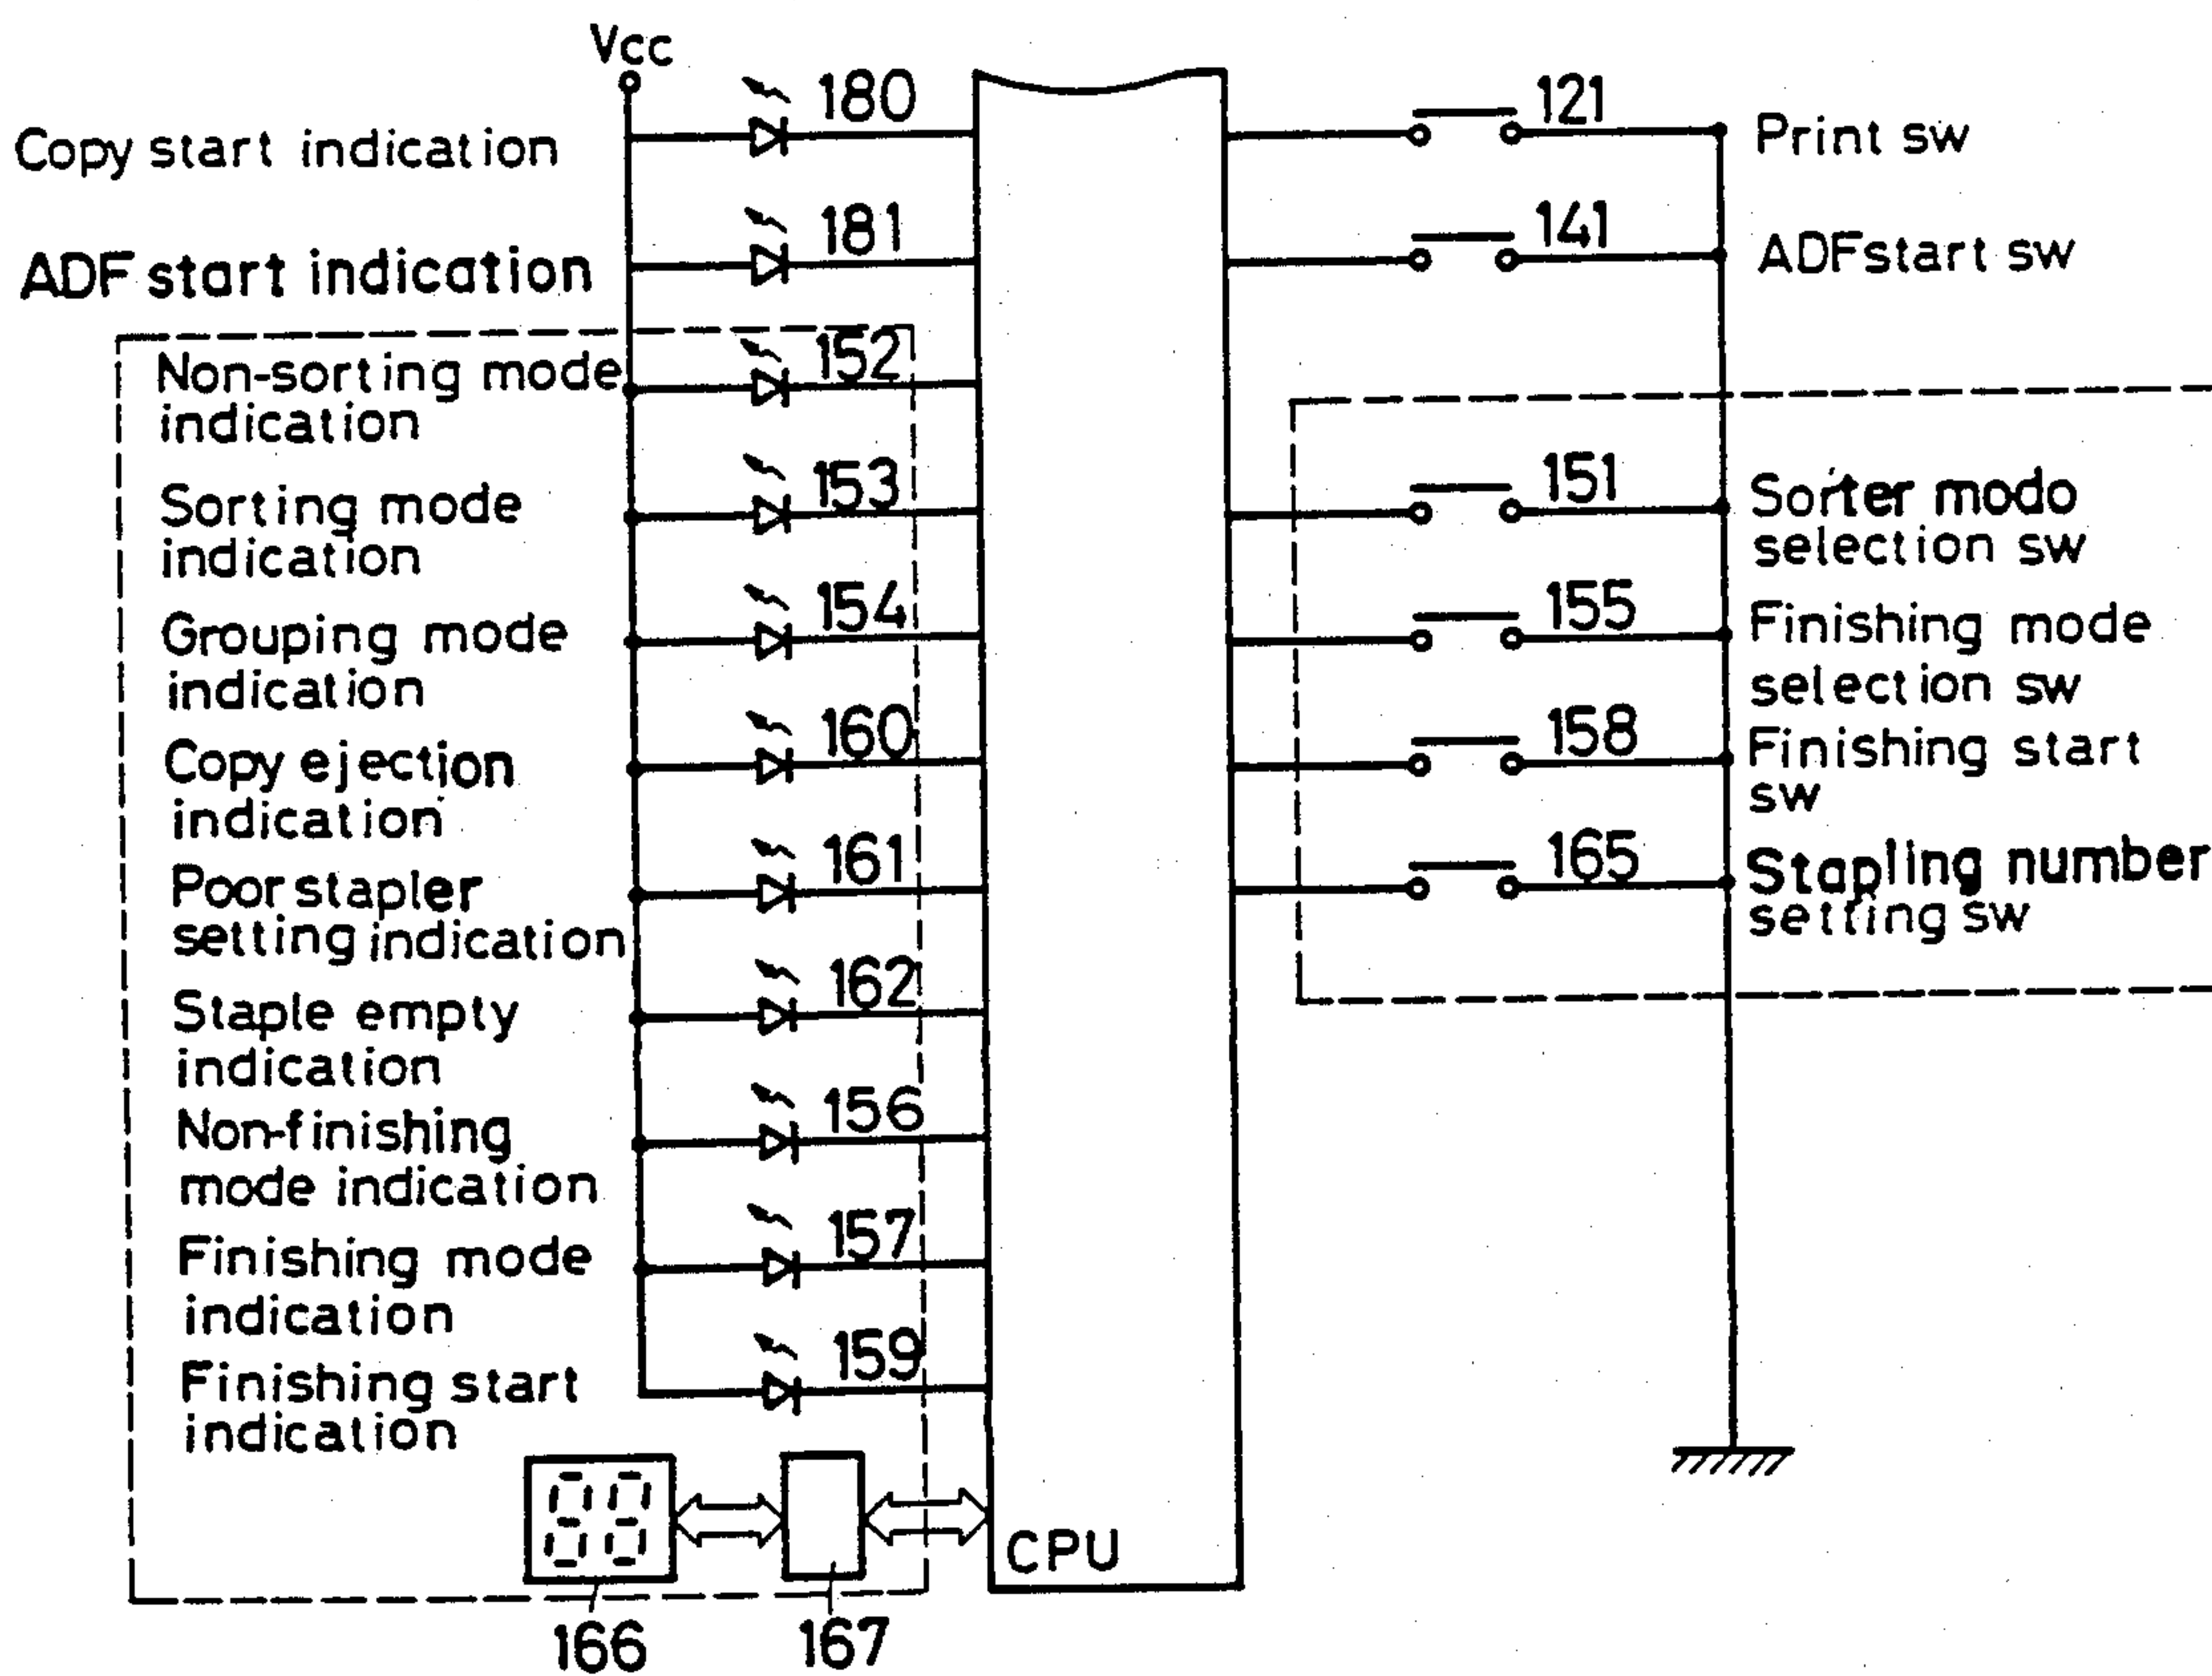 Vcc
Copy start indication
180
ADF start indication
181
Non-sorting mode
indication
152
Sorting mode
indication
153
Grouping mode
indication
154
Copy ejection
indication
160
Poor stapler
setting indication
161
Staple empty
indication
162
Non-finishing
mode indication
156
Finishing mode
indication
157
Finishing start
indication
159
166
167
CPU
121
Print sw
141
ADFstart sw
151
Sorter modo
selection sw
155
Finishing mode
selection sw
158
Finishing start
sw
165
Stapling number
setting sw